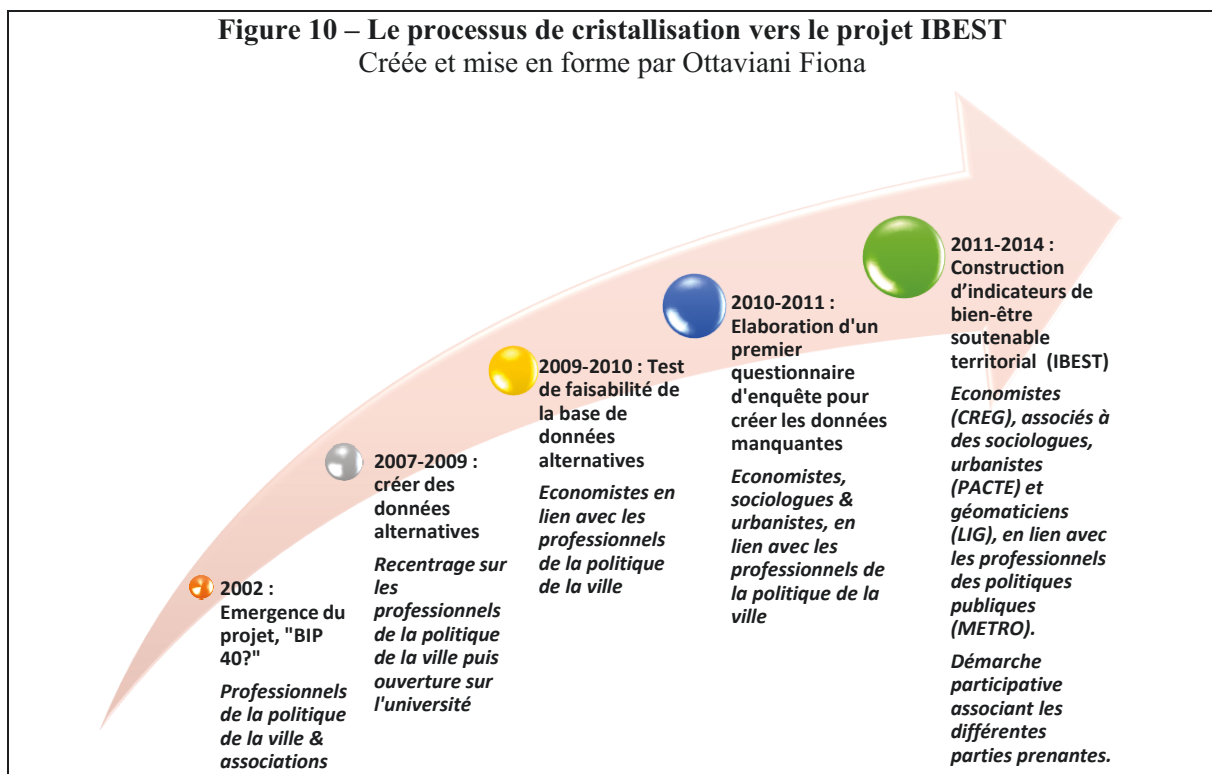 Figure 10 – Le processus de cristallisation vers le projet IBEST
Créée et mise en forme par Ottaviani Fiona
2002 :
Emergence du
projet, "BIP
40?"
Professionnels
de la politique
de la ville &
associations
2007-2009 :
créer des
données
alternatives
Recentrage sur
les
professionnels
de la politique
de la ville puis
ouverture sur
l'université
2009-2010 : Test
de faisabilité de
la base de
données
alternatives
Economistes en
lien avec les
professionnels
de la politique
de la ville
2010-2011 :
Elaboration d'un
premier
questionnaire
d'enquête pour
créer les données
manquantes
Economistes,
sociologues &
urbanistes, en
lien avec les
professionnels de
la politique de la
ville
2011-2014 :
Construction
d’indicateurs de
bien-être
soutenable
territorial (IBEST)
Economistes
(CREG), associés à
des sociologues,
urbanistes
(PACTE) et
géomaticiens
(LIG), en lien avec
les professionnels
des politiques
publiques
(METRO).
Démarche
participative
associant les
différentes
parties prenantes.